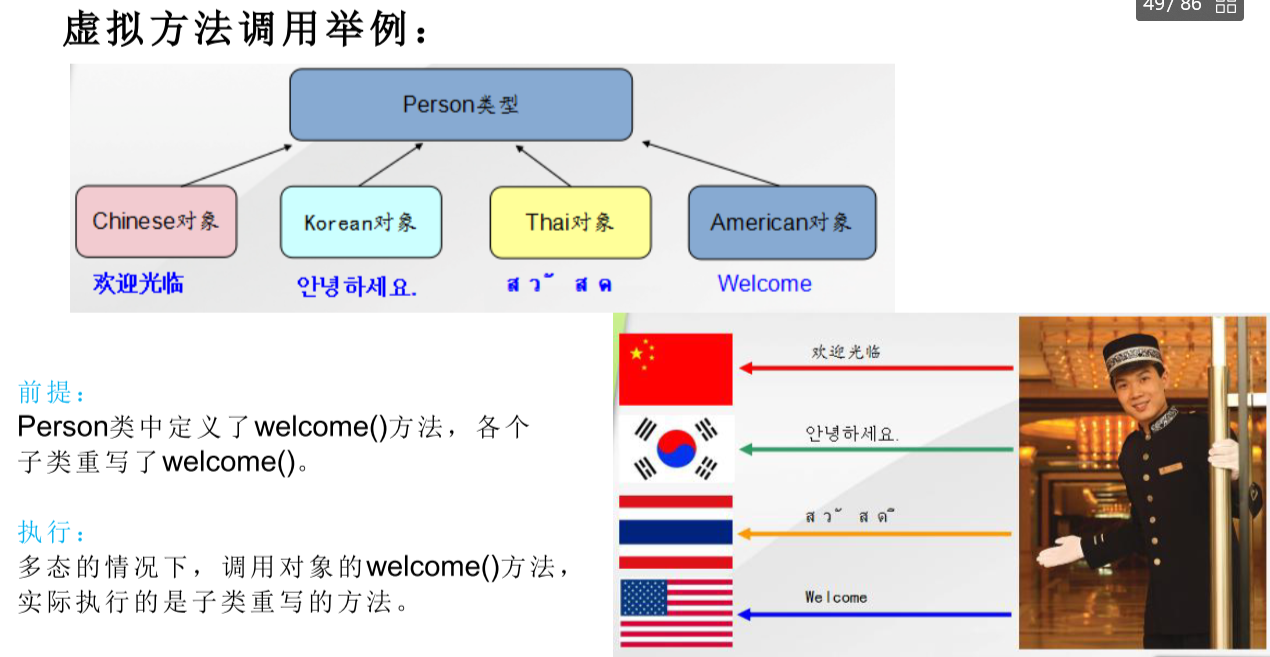 49/ 86
虚拟方法调用举例：
Person类型
Chinese对象
Korean对象
Thai对象
American对象
欢迎光临
안녕하세요.
ส ว ั ส ด
Welcome
欢迎光临
안녕하세요.
ส ว ั ส ด ี
Welcome
前提：
Person类中定义了welcome()方法，各个
子类重写了welcome()。
执行：
多态的情况下，调用对象的welcome()方法，
实际执行的是子类重写的方法。